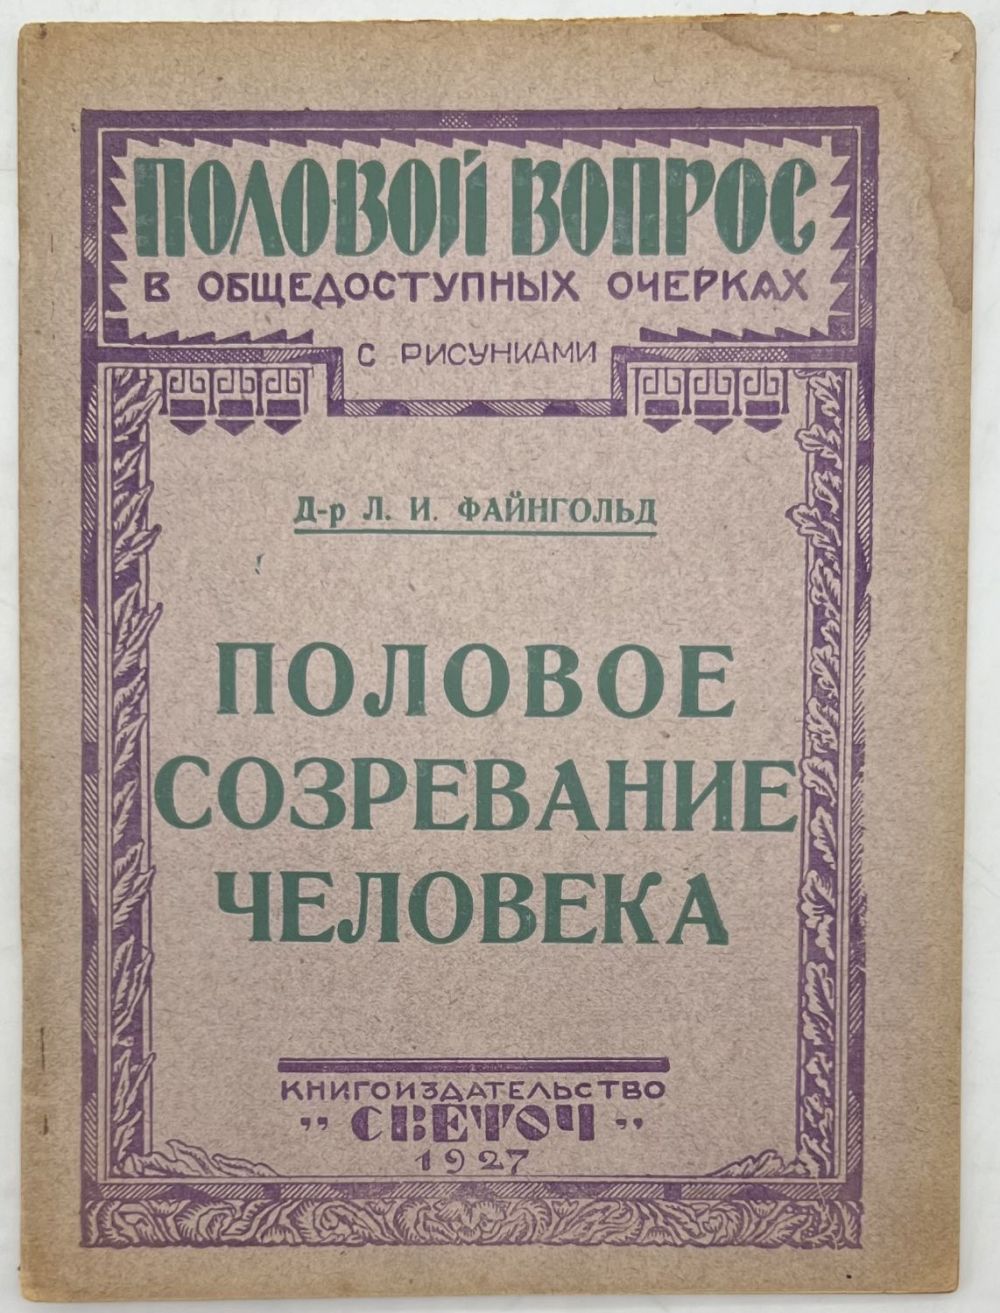 ПОЛОВОЙ ВОПРОС
В ОБЩЕДОСТУПНЫХ ОЧЕРКАХ
С РИСУНКАМИ
Д-р Л. И. ФАЙНГОЛЬД
ПОЛОВОЕ
СОЗРЕВАНИЕ
ЧЕЛОВЕКА
КНИГОИЗДАТЕЛЬСТВО
„СВЕТОЧ„
1927